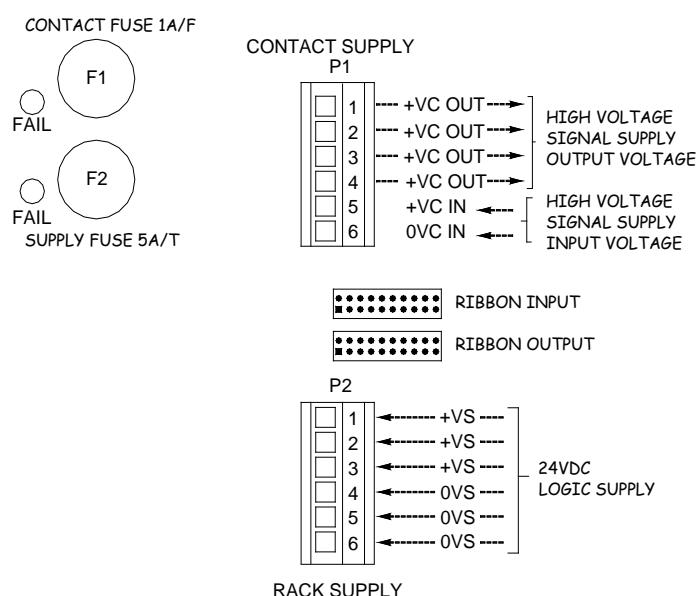 CONTACT FUSE 1A/F
F1
FAIL
F2
FAIL
SUPPLY FUSE 5A/T
CONTACT SUPPLY
P1
1 +VC OUT
2 +VC OUT
3 +VC OUT
4 +VC OUT
5 +VC IN
6 0VC IN
HIGH VOLTAGE
SIGNAL SUPPLY
OUTPUT VOLTAGE
HIGH VOLTAGE
SIGNAL SUPPLY
INPUT VOLTAGE
RIBBON INPUT
RIBBON OUTPUT
P2
1 +VS
2 +VS
3 +VS
4 0VS
5 0VS
6 0VS
24VDC
LOGIC SUPPLY
RACK SUPPLY